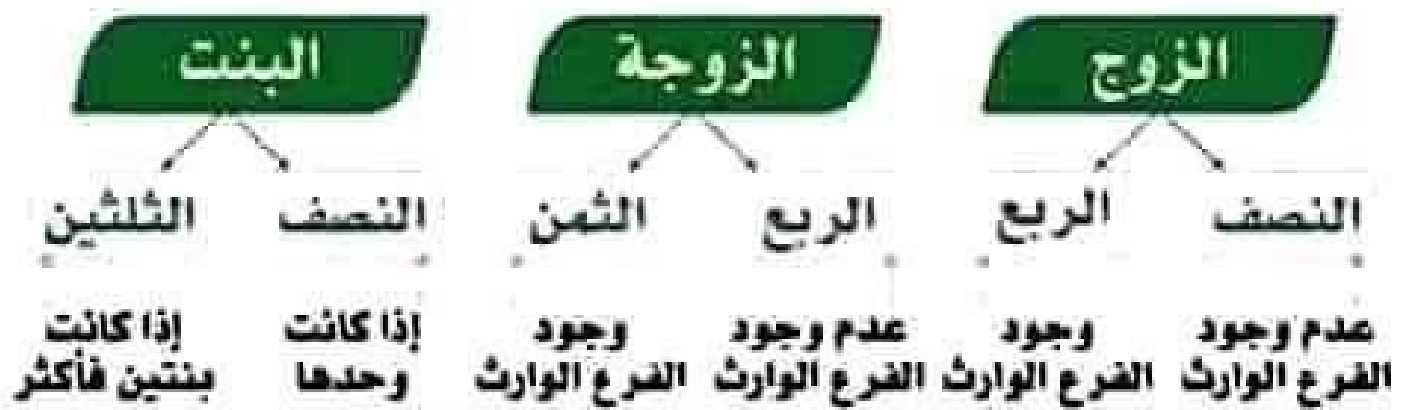 الزوج
الزوجة
البنت
النصف
الربع
الربع
الثمن
النصف
الثلثين
عدم وجود
الفرع الوارث
وجود
الفرع الوارث
عدم وجود
الفرع الوارث
وجود
الفرع الوارث
إذا كانت
وحدها
إذا كانت
بنتين فأكثر